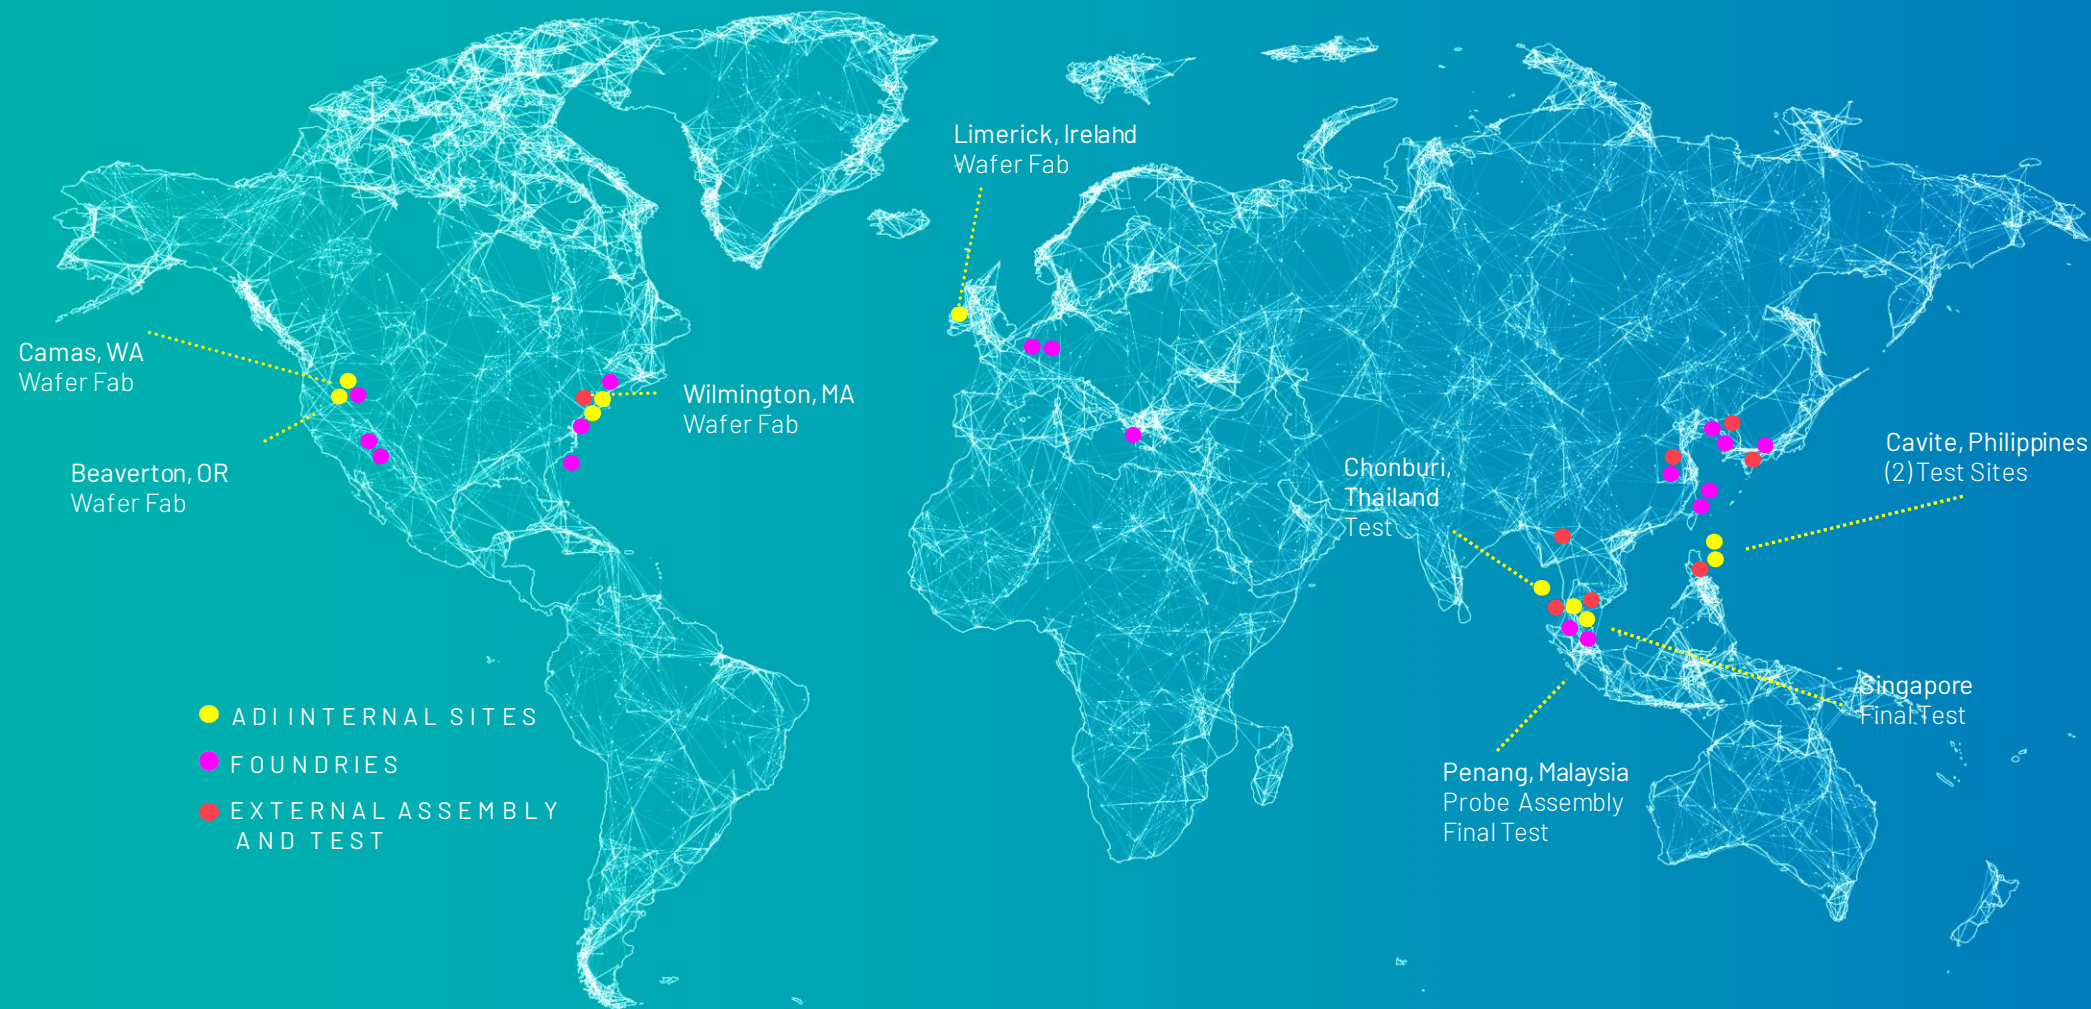 Limerick, Ireland
Wafer Fab
Camas, WA
Wafer Fab
Wilmington, MA
Wafer Fab
Beaverton, OR
Wafer Fab
Chonburi,
Thailand
Test
Cavite, Philippines
(2) Test Sites
Singapore
Final Test
Penang, Malaysia
Probe Assembly
Final Test
ADI INTERNAL SITES
FOUNDRIES
EXTERNAL ASSEMBLY
AND TEST